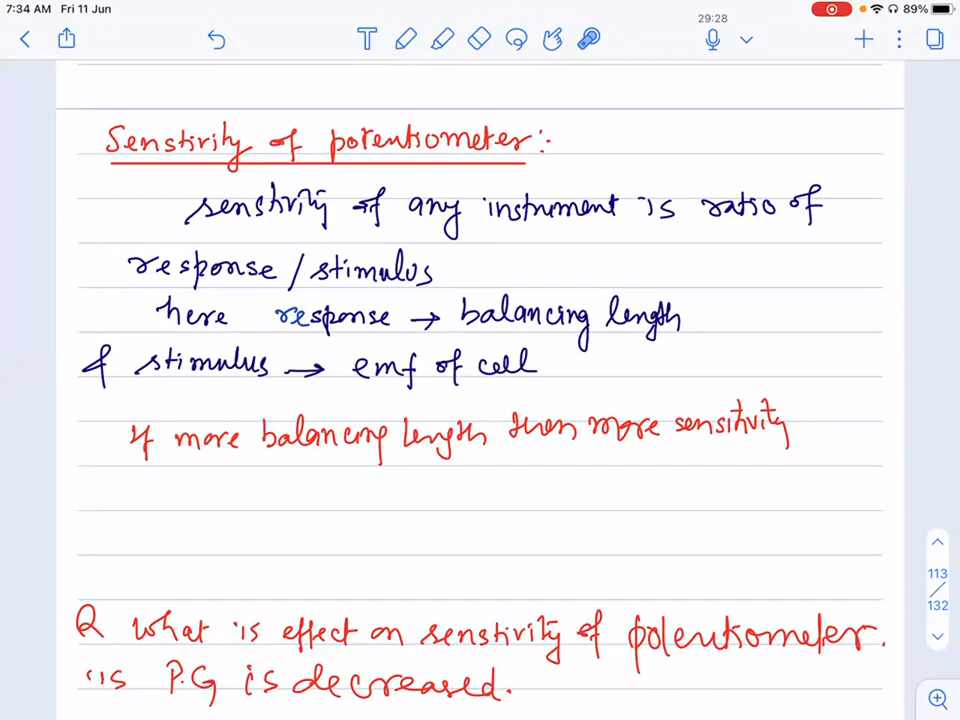 7:34 AM Fri 11 Jun
89%
29:28
T
Senstivity of potentiometer:-
senstivity of any instrument is ratio of
response/stimulus
here response → balancing length
& stimulus → emf of cell
If more balancing length then more sensitivity
113
/
132
Q What is effect on senstivity of potentiometer.
is P.G is decreased.